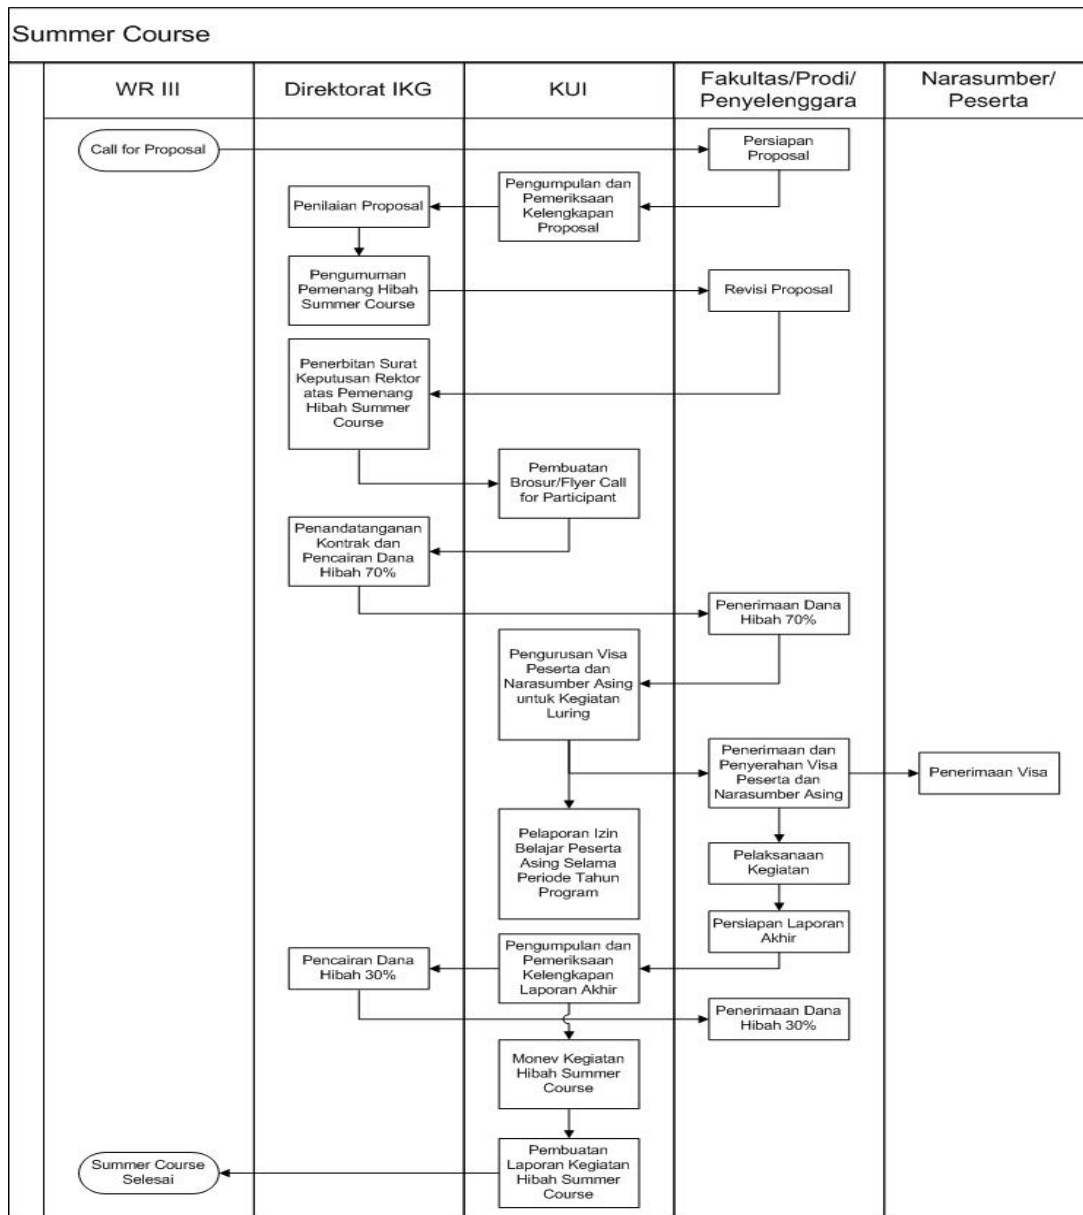 Summer Course
WR III
Direktorat IKG
KUI
Fakultas/Prodi/
Penyelenggara
Narasumber/
Peserta
Call for Proposal
Persiapan
Proposal
Pengumpulan dan
Pemeriksaan
Kelengkapan
Proposal
Penilaian Proposal
Pengumuman
Pemenang Hibah
Summer Course
Revisi Proposal
Penerbitan Surat
Keputusan Rektor
atas Pemenang
Hibah Summer
Course
Pembuatan
Brosur/Flyer Call
for Participant
Penandatanganan
Kontrak dan
Pencairan Dana
Hibah 70%
Penerimaan Dana
Hibah 70%
Pengurusan Visa
Peserta dan
Narasumber Asing
untuk Kegiatan
Luring
Penerimaan dan
Penyerahan Visa
Peserta dan
Narasumber Asing
Penerimaan Visa
Pelaporan Izin
Belajar Peserta
Asing Selama
Periode Tahun
Program
Pelaksanaan
Kegiatan
Persiapan Laporan
Akhir
Pengumpulan dan
Pemeriksaan
Kelengkapan
Laporan Akhir
Pencairan Dana
Hibah 30%
Penerimaan Dana
Hibah 30%
Monev Kegiatan
Hibah Summer
Course
Pembuatan
Laporan Kegiatan
Hibah Summer
Course
Summer Course
Selesai